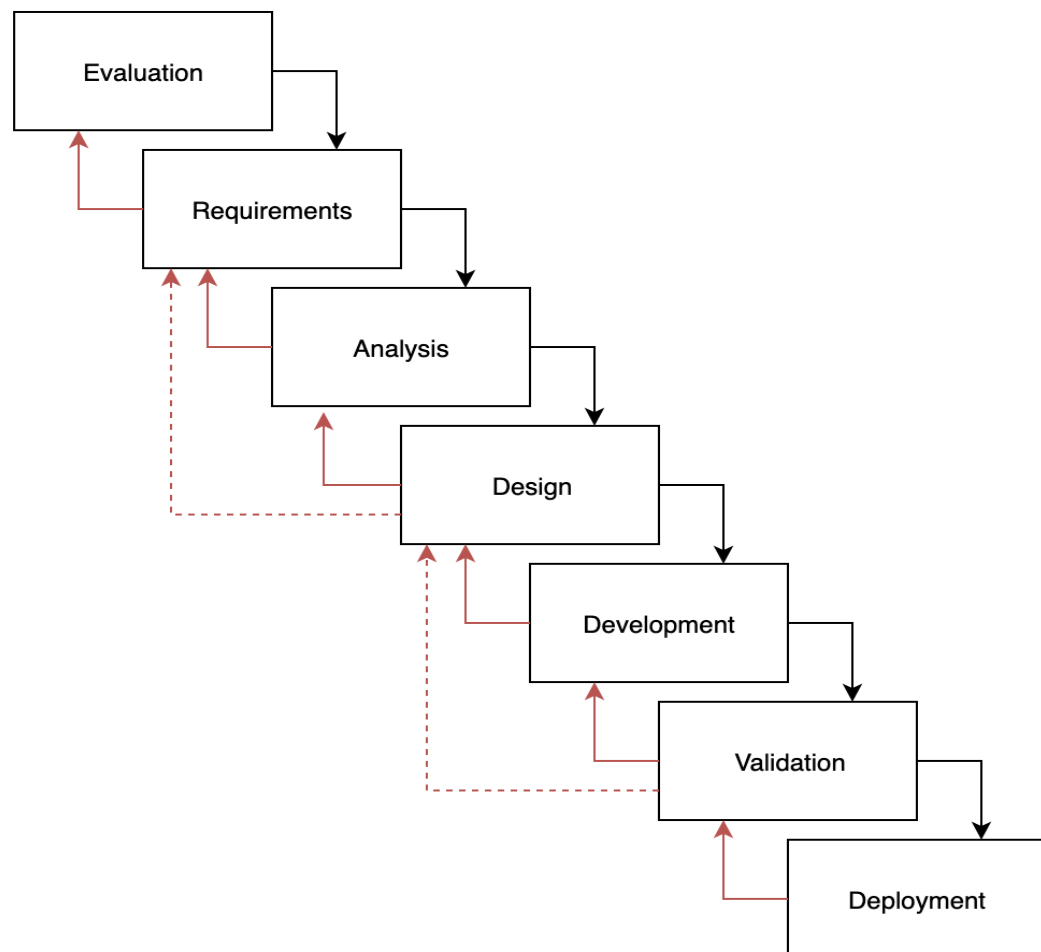 Evaluation
Requirements
Analysis
Design
Development
Validation
Deployment